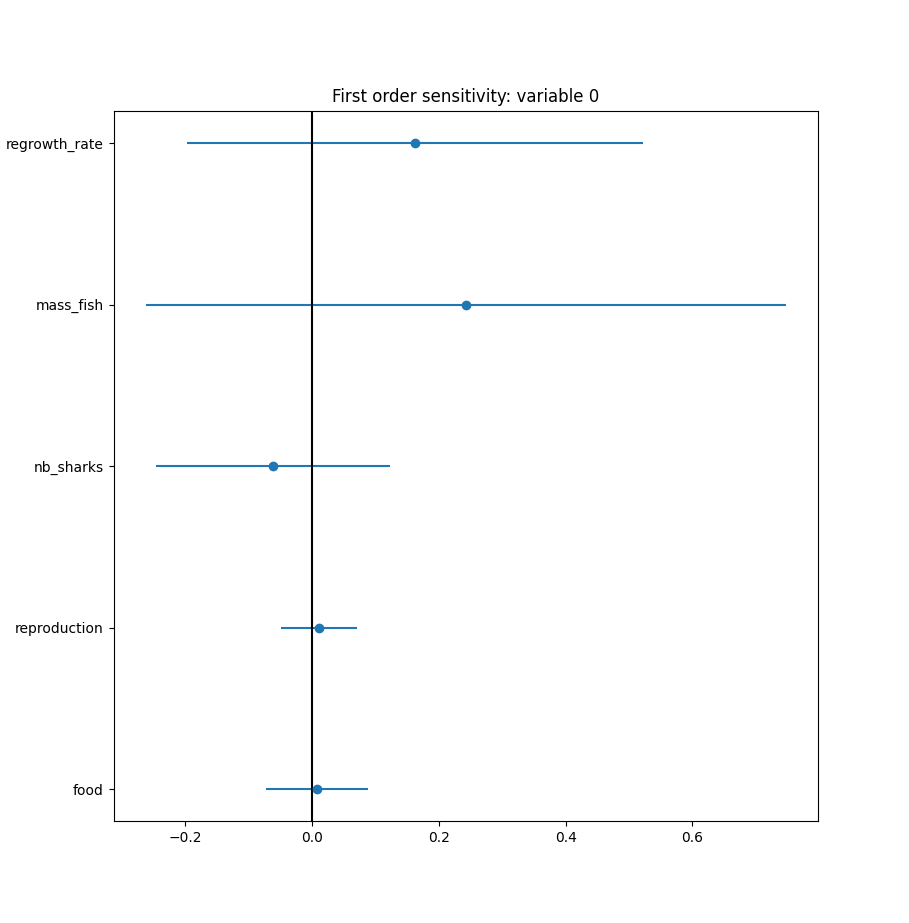 First order sensitivity: variable 0
regrowth_rate
mass_fish
nb_sharks
reproduction
food
−0.2 0.0 0.2 0.4 0.6